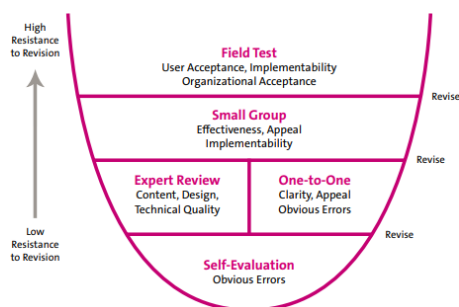 High
Resistance
to Revision
Field Test
User Acceptance, Implementability
Organizational Acceptance
Revise
Small Group
Effectiveness, Appeal
Implementability
Revise
Expert Review
Content, Design,
Technical Quality
One-to-One
Clarity, Appeal
Obvious Errors
Low
Resistance
to Revision
Revise
Self-Evaluation
Obvious Errors